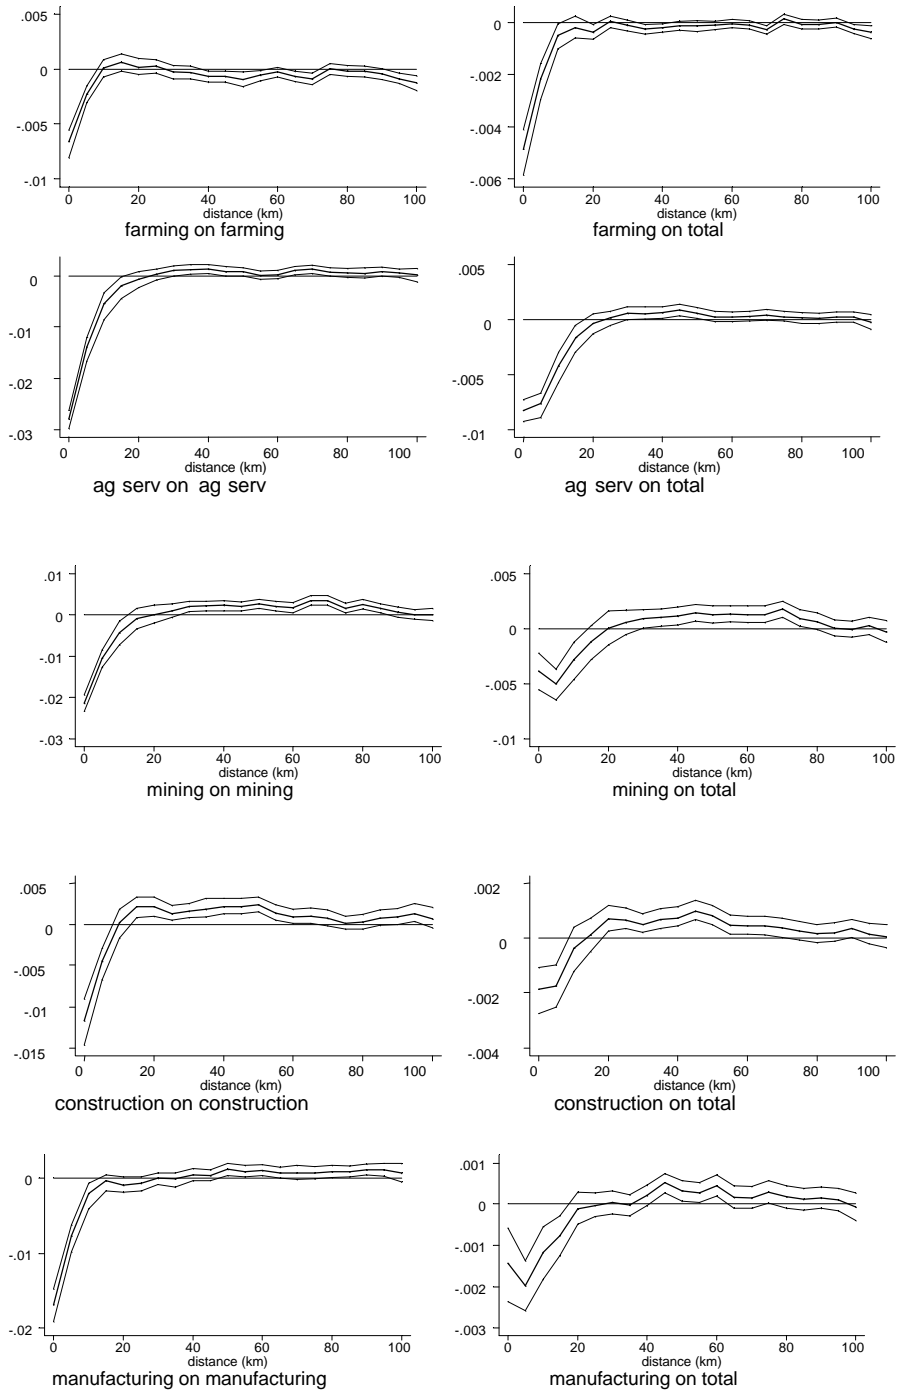 .005
0
-.005
-.01
0 20 40 60 80 100
distance (km)
farming on farming
0
-.002
-.004
-.006
0 20 40 60 80 100
distance (km)
farming on total
0
-.01
-.02
-.03
0 20 40 60 80 100
distance (km)
ag serv on ag serv
.005
0
-.005
-.01
0 20 40 60 80 100
distance (km)
ag serv on total
.01
0
-.01
-.02
-.03
0 20 40 60 80 100
distance (km)
mining on mining
.005
0
-.005
-.01
0 20 40 60 80 100
distance (km)
mining on total
.005
0
-.005
-.01
-.015
0 20 40 60 80 100
distance (km)
construction on construction
.002
0
-.002
-.004
0 20 40 60 80 100
distance (km)
construction on total
0
-.01
-.02
0 20 40 60 80 100
distance (km)
manufacturing on manufacturing
.001
0
-.001
-.002
-.003
0 20 40 60 80 100
distance (km)
manufacturing on total